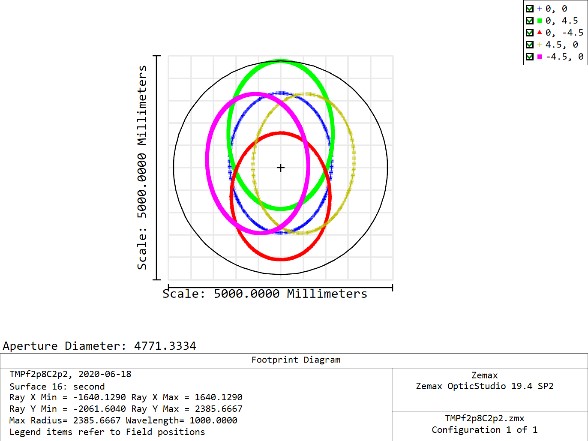 + 0, 0
0, 4.5
0, -4.5
4.5, 0
-4.5, 0
Scale: 5000.0000 Millimeters
Scale: 5000.0000 Millimeters
Aperture Diameter: 4771.3334
Footprint Diagram
TMPf2p8C2p2, 2020-06-18
Surface 16: second
Ray X Min = -1640.1290 Ray X Max = 1640.1290
Ray Y Min = -2061.6040 Ray Y Max = 2385.6667
Max Radius= 2385.6667 Wavelength= 1000.0000
Legend items refer to Field positions
Zemax
Zemax OpticStudio 19.4 SP2
TMPf2p8C2p2.zmx
Configuration 1 of 1